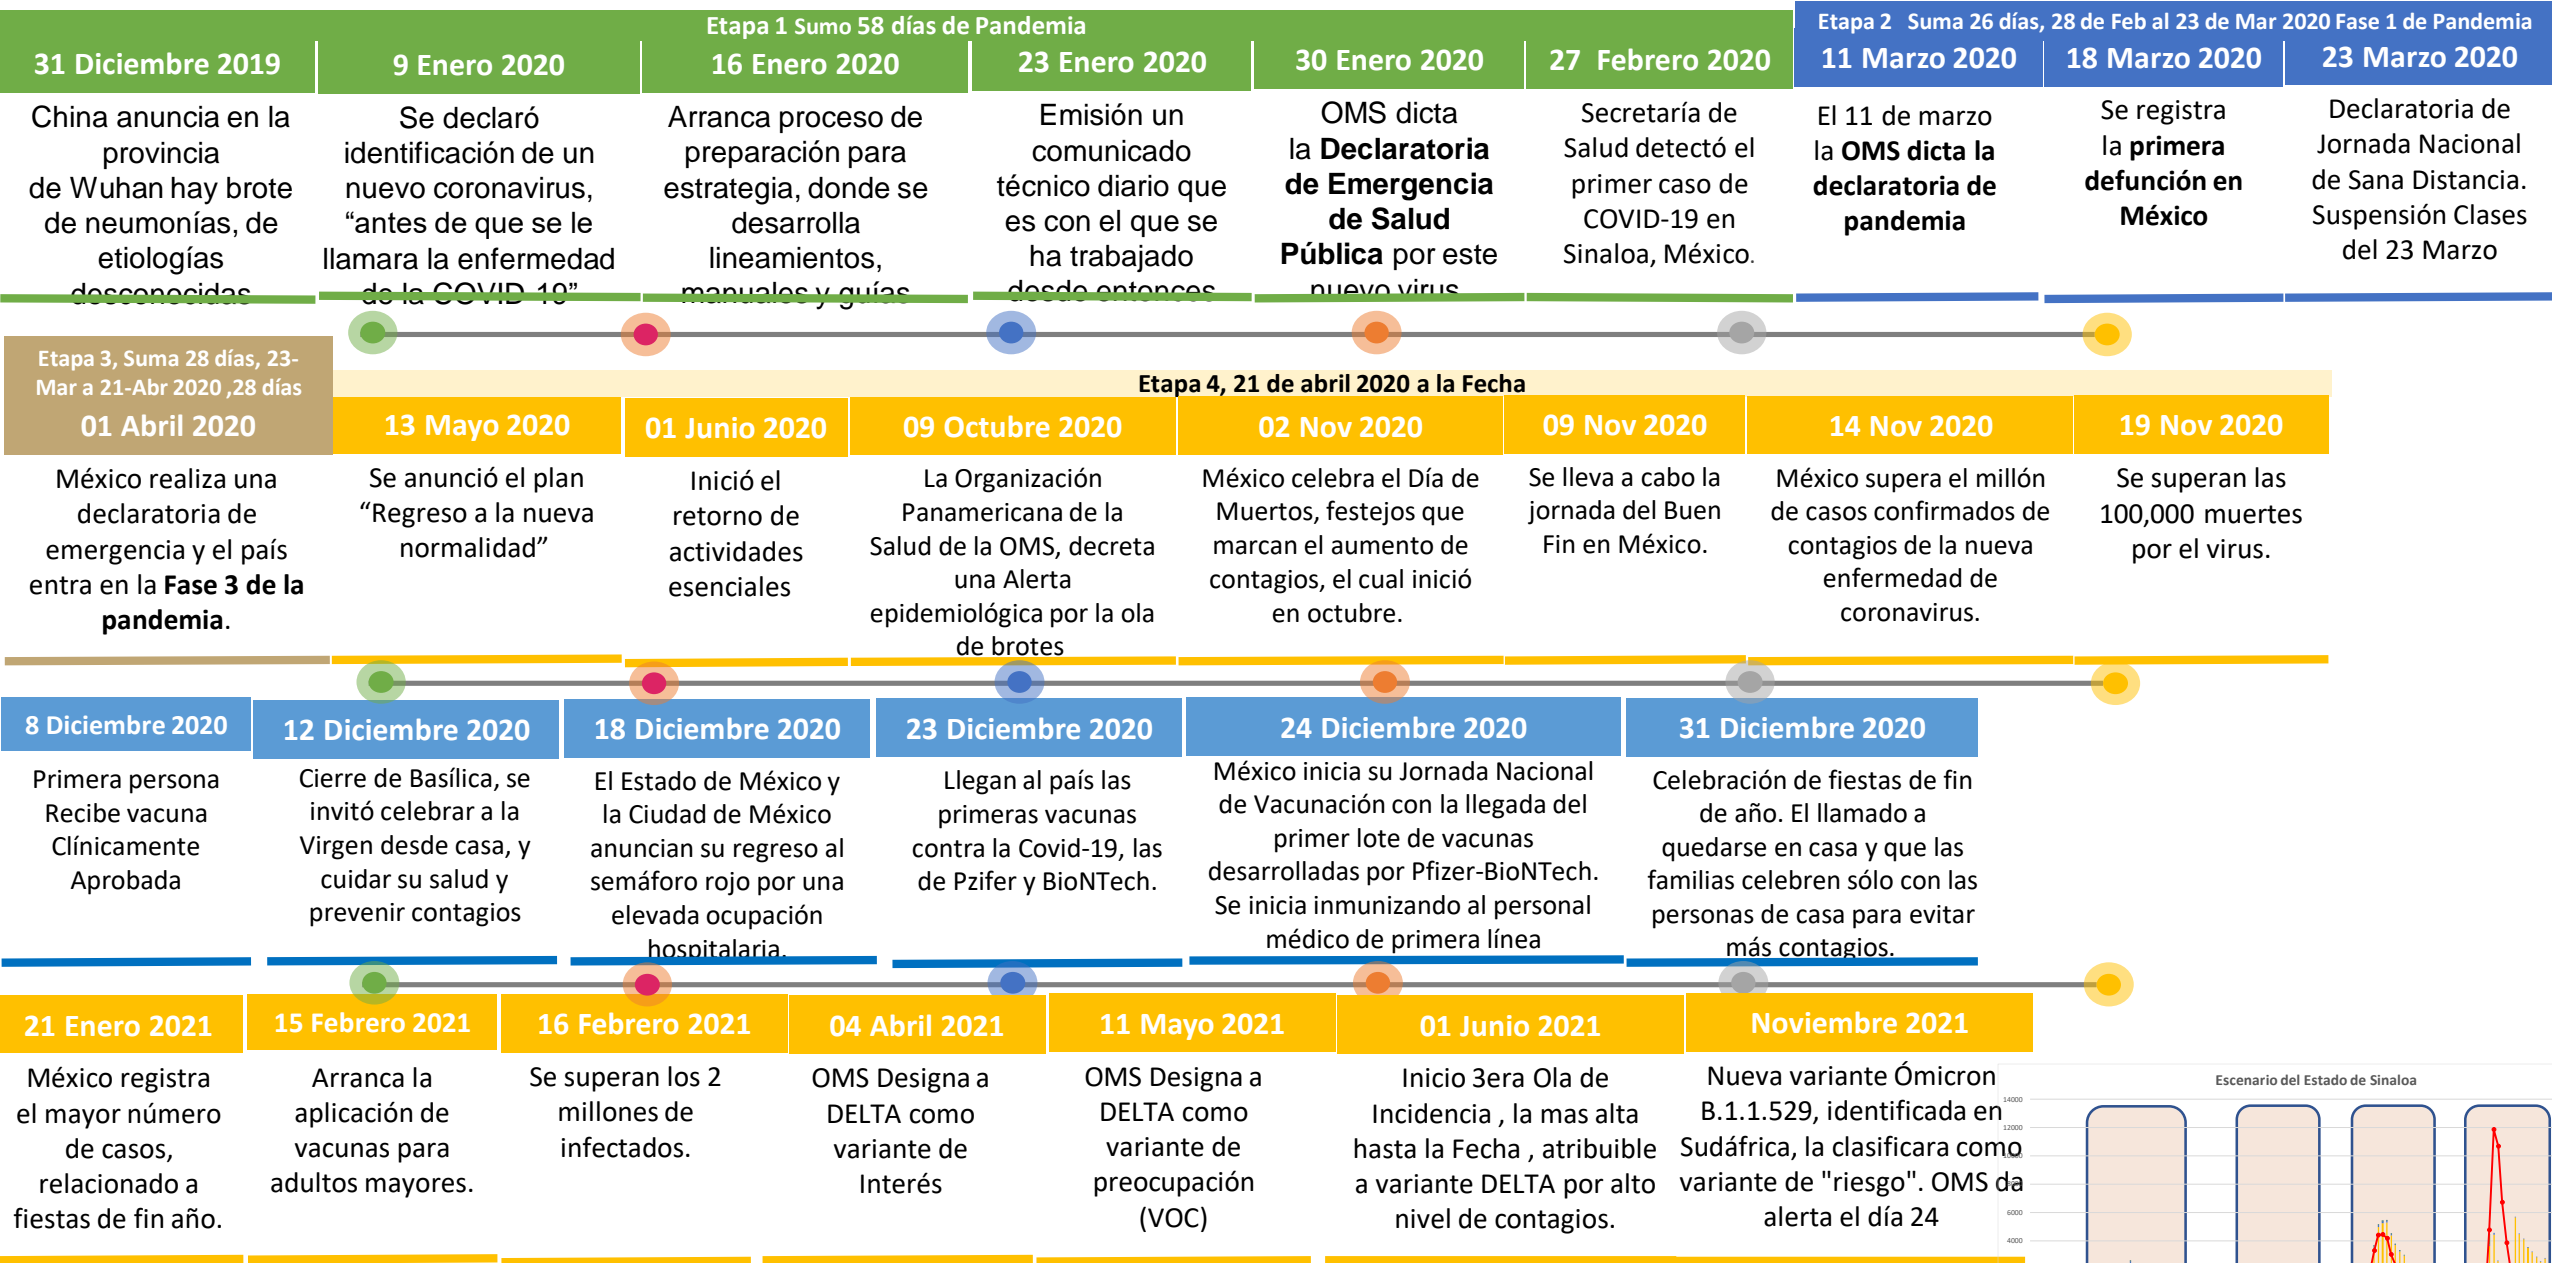 Etapa 1 Sumo 58 días de Pandemia
Etapa 2 Suma 26 días, 28 de Feb al 23 de Mar 2020 Fase 1 de Pandemia
31 Diciembre 2019
China anuncia en la
provincia
de Wuhan hay brote
de neumonías, de
etiologías
desconocidas
9 Enero 2020
Se declaró
identificación de un
nuevo coronavirus,
“antes de que se le
llamara la enfermedad
de la COVID-19”
16 Enero 2020
Arranca proceso de
preparación para
estrategia, donde se
desarrolla
lineamientos,
manuales y guías
23 Enero 2020
Emisión un
comunicado
técnico diario que
es con el que se
ha trabajado
desde entonces
30 Enero 2020
OMS dicta
la Declaratoria
de Emergencia
de Salud
Pública por este
nuevo virus
27 Febrero 2020
Secretaría de
Salud detectó el
primer caso de
COVID-19 en
Sinaloa, México.
11 Marzo 2020
El 11 de marzo
la OMS dicta la
declaratoria de
pandemia
18 Marzo 2020
Se registra
la primera
defunción en
México
23 Marzo 2020
Declaratoria de
Jornada Nacional
de Sana Distancia.
Suspensión Clases
del 23 Marzo
Etapa 3, Suma 28 días, 23-
Mar a 21-Abr 2020 ,28 días
01 Abril 2020
México realiza una
declaratoria de
emergencia y el país
entra en la Fase 3 de la
pandemia.
Etapa 4, 21 de abril 2020 a la Fecha
13 Mayo 2020
Se anunció el plan
“Regreso a la nueva
normalidad”
01 Junio 2020
Inició el
retorno de
actividades
esenciales
09 Octubre 2020
La Organización
Panamericana de la
Salud de la OMS, decreta
una Alerta
epidemiológica por la ola
de brotes
02 Nov 2020
México celebra el Día de
Muertos, festejos que
marcan el aumento de
contagios, el cual inició
en octubre.
09 Nov 2020
Se lleva a cabo la
jornada del Buen
Fin en México.
14 Nov 2020
México supera el millón
de casos confirmados de
contagios de la nueva
enfermedad de
coronavirus.
19 Nov 2020
Se superan las
100,000 muertes
por el virus.
8 Diciembre 2020
Primera persona
Recibe vacuna
Clínicamente
Aprobada
12 Diciembre 2020
Cierre de Basílica, se
invitó celebrar a la
Virgen desde casa, y
cuidar su salud y
prevenir contagios
18 Diciembre 2020
El Estado de México y
la Ciudad de México
anuncian su regreso al
semáforo rojo por una
elevada ocupación
hospitalaria.
23 Diciembre 2020
Llegan al país las
primeras vacunas
contra la Covid-19, las
de Pzifer y BioNTech.
24 Diciembre 2020
México inicia su Jornada Nacional
de Vacunación con la llegada del
primer lote de vacunas
desarrolladas por Pfizer-BioNTech.
Se inicia inmunizando al personal
médico de primera línea
31 Diciembre 2020
Celebración de fiestas de fin
de año. El llamado a
quedarse en casa y que las
familias celebren sólo con las
personas de casa para evitar
más contagios.
21 Enero 2021
México registra
el mayor número
de casos,
relacionado a
fiestas de fin año.
15 Febrero 2021
Arranca la
aplicación de
vacunas para
adultos mayores.
16 Febrero 2021
Se superan los 2
millones de
infectados.
04 Abril 2021
OMS Designa a
DELTA como
variante de
Interés
11 Mayo 2021
OMS Designa a
DELTA como
variante de
preocupación
(VOC)
01 Junio 2021
Inicio 3era Ola de
Incidencia , la mas alta
hasta la Fecha , atribuible
a variante DELTA por alto
nivel de contagios.
Noviembre 2021
Nueva variante Ómicron
B.1.1.529, identificada en
Sudáfrica, la clasificara como
variante de "riesgo". OMS da
alerta el día 24
Escenario del Estado de Sinaloa
14000
12000
10000
6000
4000